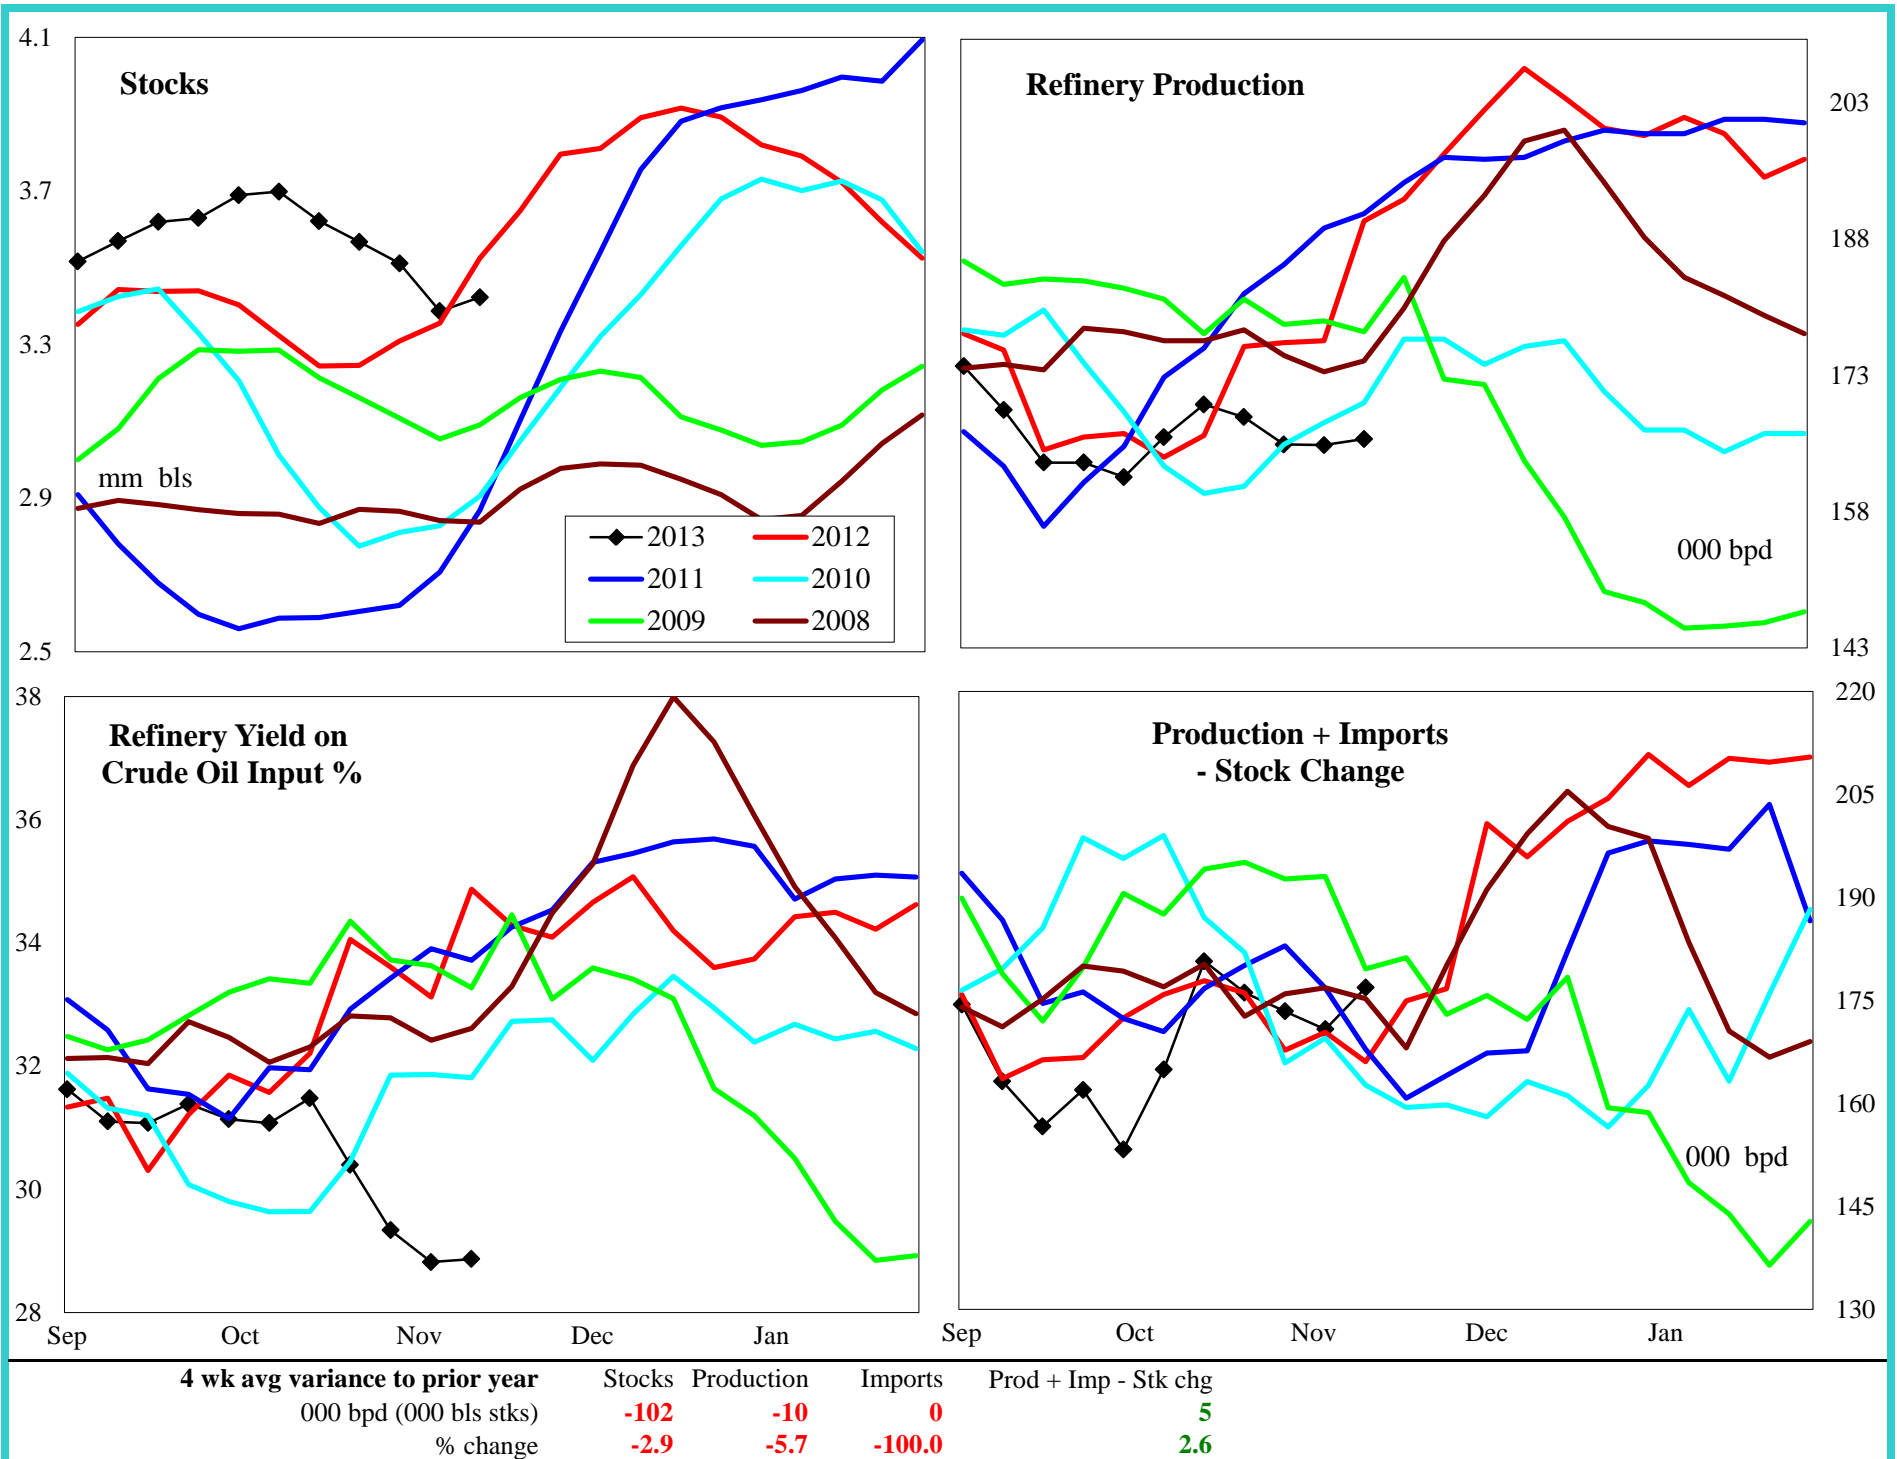 Stocks
4.1
3.7
3.3
2.9
2.5
mm bls
2013 2012
2011 2010
2009 2008
Refinery Production
203
188
173
158
143
000 bpd
Refinery Yield on
Crude Oil Input %
38
36
34
32
30
28
Sep Oct Nov Dec Jan
Production + Imports
- Stock Change
220
205
190
175
160
145
130
000 bpd
Sep Oct Nov Dec Jan
4 wk avg variance to prior year Stocks Production Imports Prod + Imp - Stk chg
000 bpd (000 bls stks) -102 -10 0 5
% change -2.9 -5.7 -100.0 2.6